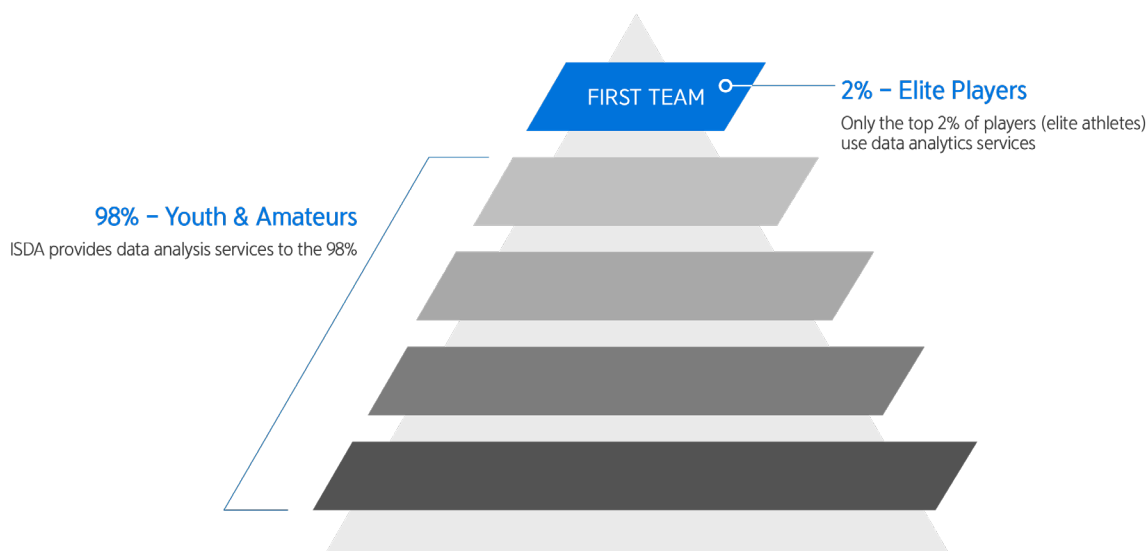 FIRST TEAM
2% – Elite Players
Only the top 2% of players (elite athletes)
use data analytics services
98% – Youth & Amateurs
ISDA provides data analysis services to the 98%